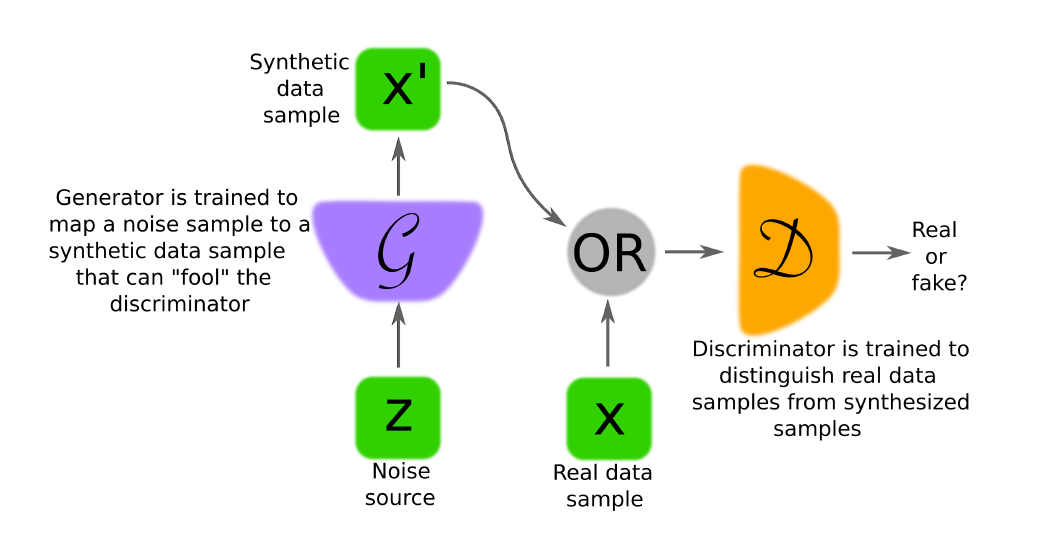 Synthetic
data
sample
x'
Generator is trained to
map a noise sample to a
synthetic data sample
that can "fool" the
discriminator
G
OR
D
Real
or
fake?
Discriminator is trained to
distinguish real data
samples from synthesized
samples
z
Noise
source
x
Real data
sample